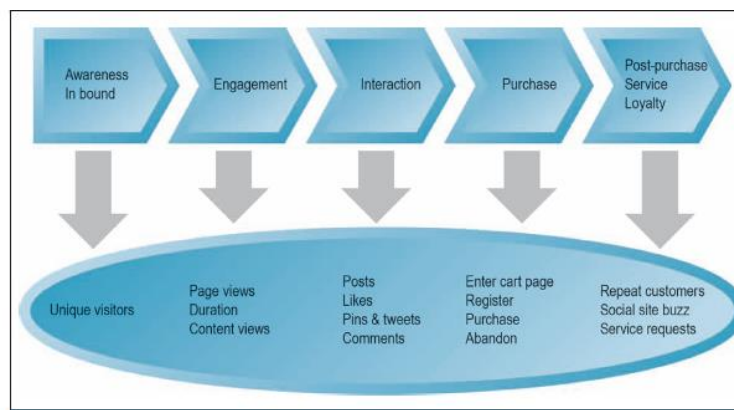 Awareness
In bound
Engagement
Interaction
Purchase
Post-purchase
Service
Loyalty
Unique visitors
Page views
Duration
Content views
Posts
Likes
Pins & tweets
Comments
Enter cart page
Register
Purchase
Abandon
Repeat customers
Social site buzz
Service requests